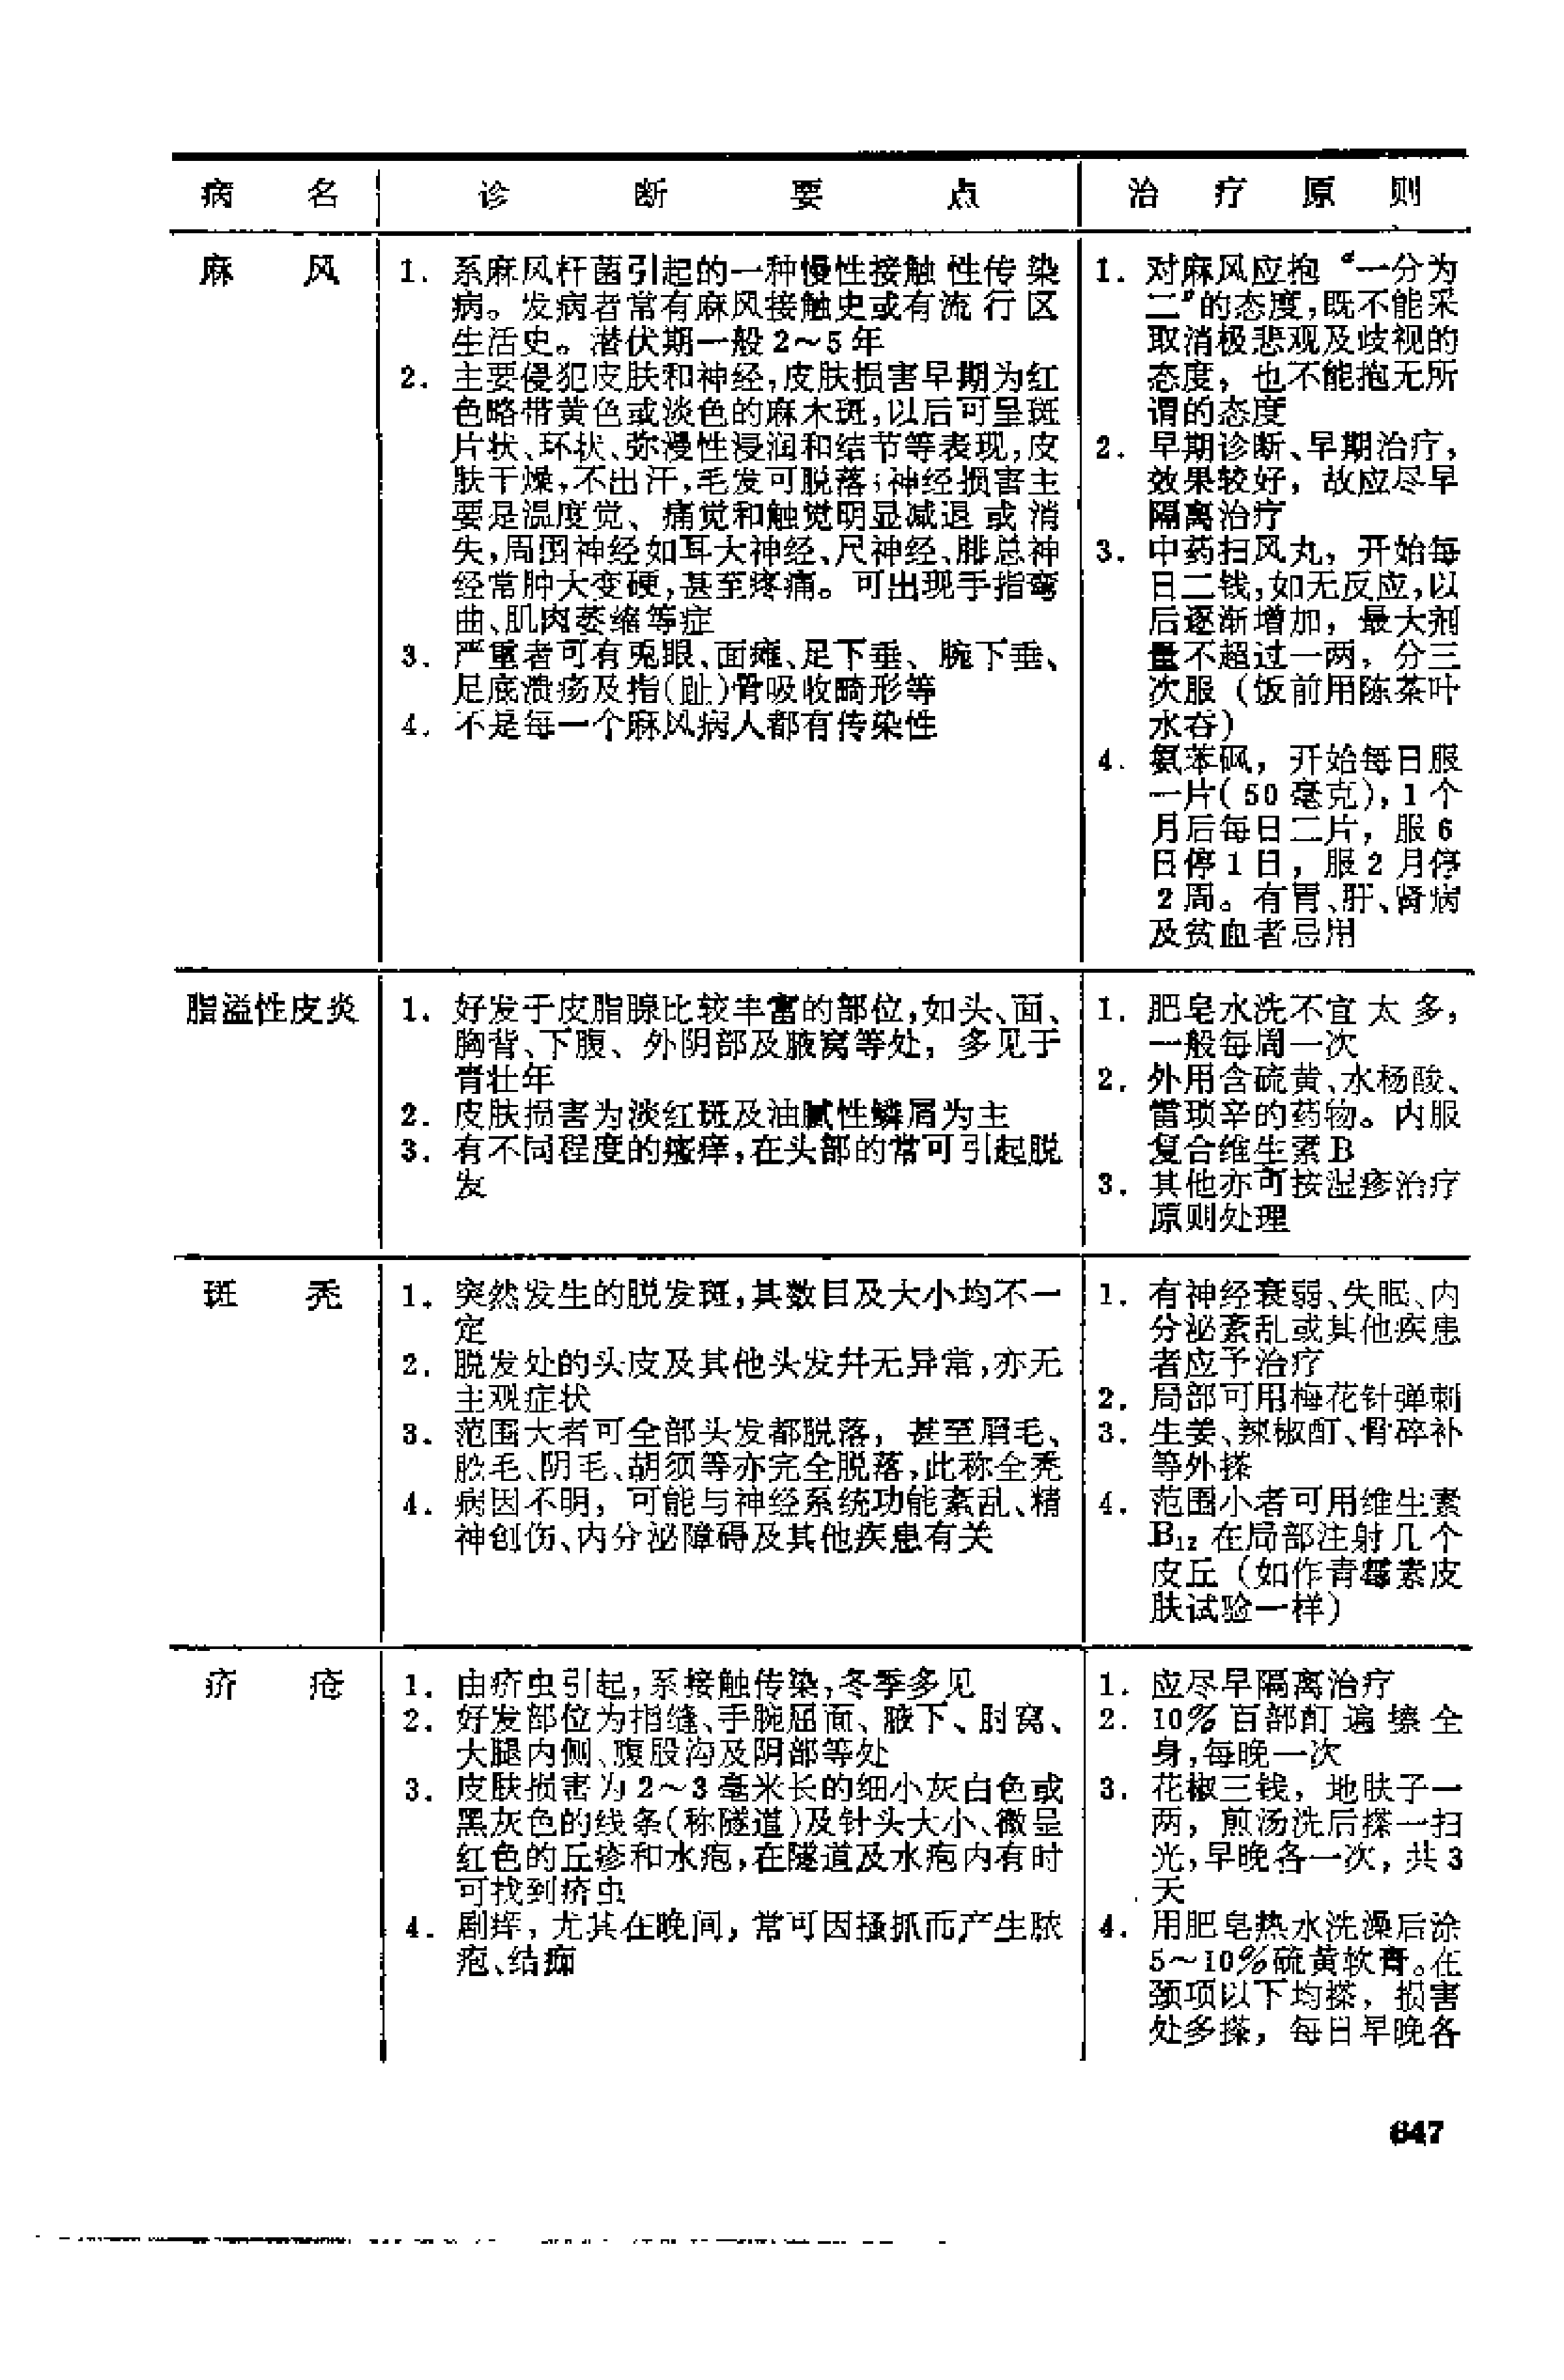 病 名 诊 断 要 点 治 疗 原 则
麻 风
1. 系麻风杆菌引起的一种慢性接触性传染
病。发病者常有麻风接触史或有流行区
生活史。潜伏期一般2～5年
2. 主要侵犯皮肤和神经，皮肤损害早期为红
色略带黄色或淡色的麻木斑，以后可呈斑
片状、环状、弥漫性浸润和结节等表现，皮
肤干燥，不出汗，毛发可脱落；神经损害主
要是温度觉、痛觉和触觉明显减退或消
失，周围神经如耳大神经、尺神经、腓总神
经常肿大变硬，甚至疼痛。可出现手指弯
曲、肌肉萎缩等症
3. 严重者可有兎眼、面瘫、足下垂、腕下垂、
足底溃疡及指(趾)骨吸收畸形等
4. 不是每一个麻风病人都有传染性
1. 对麻风应抱“一分为
二”的态度，既不能采
取消极悲观及歧视的
态度，也不能抱无所
谓的态度
2. 早期诊断、早期治疗，
效果较好，故应尽早
隔离治疗
3. 中药扫风丸，开始每
日二钱，如无反应，以
后逐渐增加，最大剂
量不超过一两，分三
次服（饭前用陈茶叶
水吞)
4. 氨苯砜，开始每日服
一片(50毫克)，1个
月后每日二片，服6
日停1日，服2月停
2周。有胃、肝、肾病
及贫血者忌用
脂溢性皮炎
1. 好发于皮脂腺比较丰富的部位，如头、面、
胸背、下腹、外阴部及腋窝等处，多见于
青壮年
2. 皮肤损害为淡红斑及油腻性鳞屑为主
3. 有不同程度的瘙痒，在头部的常可引起脱
发
1. 肥皂水洗不宜太多，
一般每周一次
2. 外用含硫黄、水杨酸、
雷琐辛的药物。内服
复合维生素B
3. 其他亦可按湿疹治疗
原则处理
斑 秃
1. 突然发生的脱发斑，其数目及大小均不一
定
2. 脱发处的头皮及其他头发并无异常，亦无
主观症状
3. 范围大者可全部头发都脱落，甚至眉毛、
腋毛、阴毛、胡须等亦完全脱落，此称全秃
4. 病因不明，可能与神经系统功能紊乱、精
神创伤、内分泌障碍及其他疾患有关
1. 有神经衰弱、失眠、内
分泌紊乱或其他疾患
者应予治疗
2. 局部可用梅花针弹刺
3. 生姜、辣椒酊、骨碎补
等外搽
4. 范围小者可用维生素
B₁₂在局部注射几个
皮丘（如作青霉素皮
肤试验一样）
疥 疮
1. 由疥虫引起，系接触传染，冬季多见
2. 好发部位为指缝、手腕屈面、腋下、肘窝、
大腿内侧、腹股沟及阴部等处
3. 皮肤损害为2～3毫米长的细小灰白色或
黑灰色的线条(称隧道)及针头大小、微呈
红色的丘疹和水疱，在隧道及水疱内有时
可找到疥虫
4. 剧痒，尤其在晚间，常可因搔抓而产生脓
疱、结痂
1. 应尽早隔离治疗
2. 10%百部酊遍擦全
身，每晚一次
3. 花椒三钱，地肤子一
两，煎汤洗后搽一扫
光，早晚各一次，共3
天
4. 用肥皂热水洗澡后涂
5～10%硫黄软膏。在
颈项以下均搽，损害
处多搽，每日早晚各
647